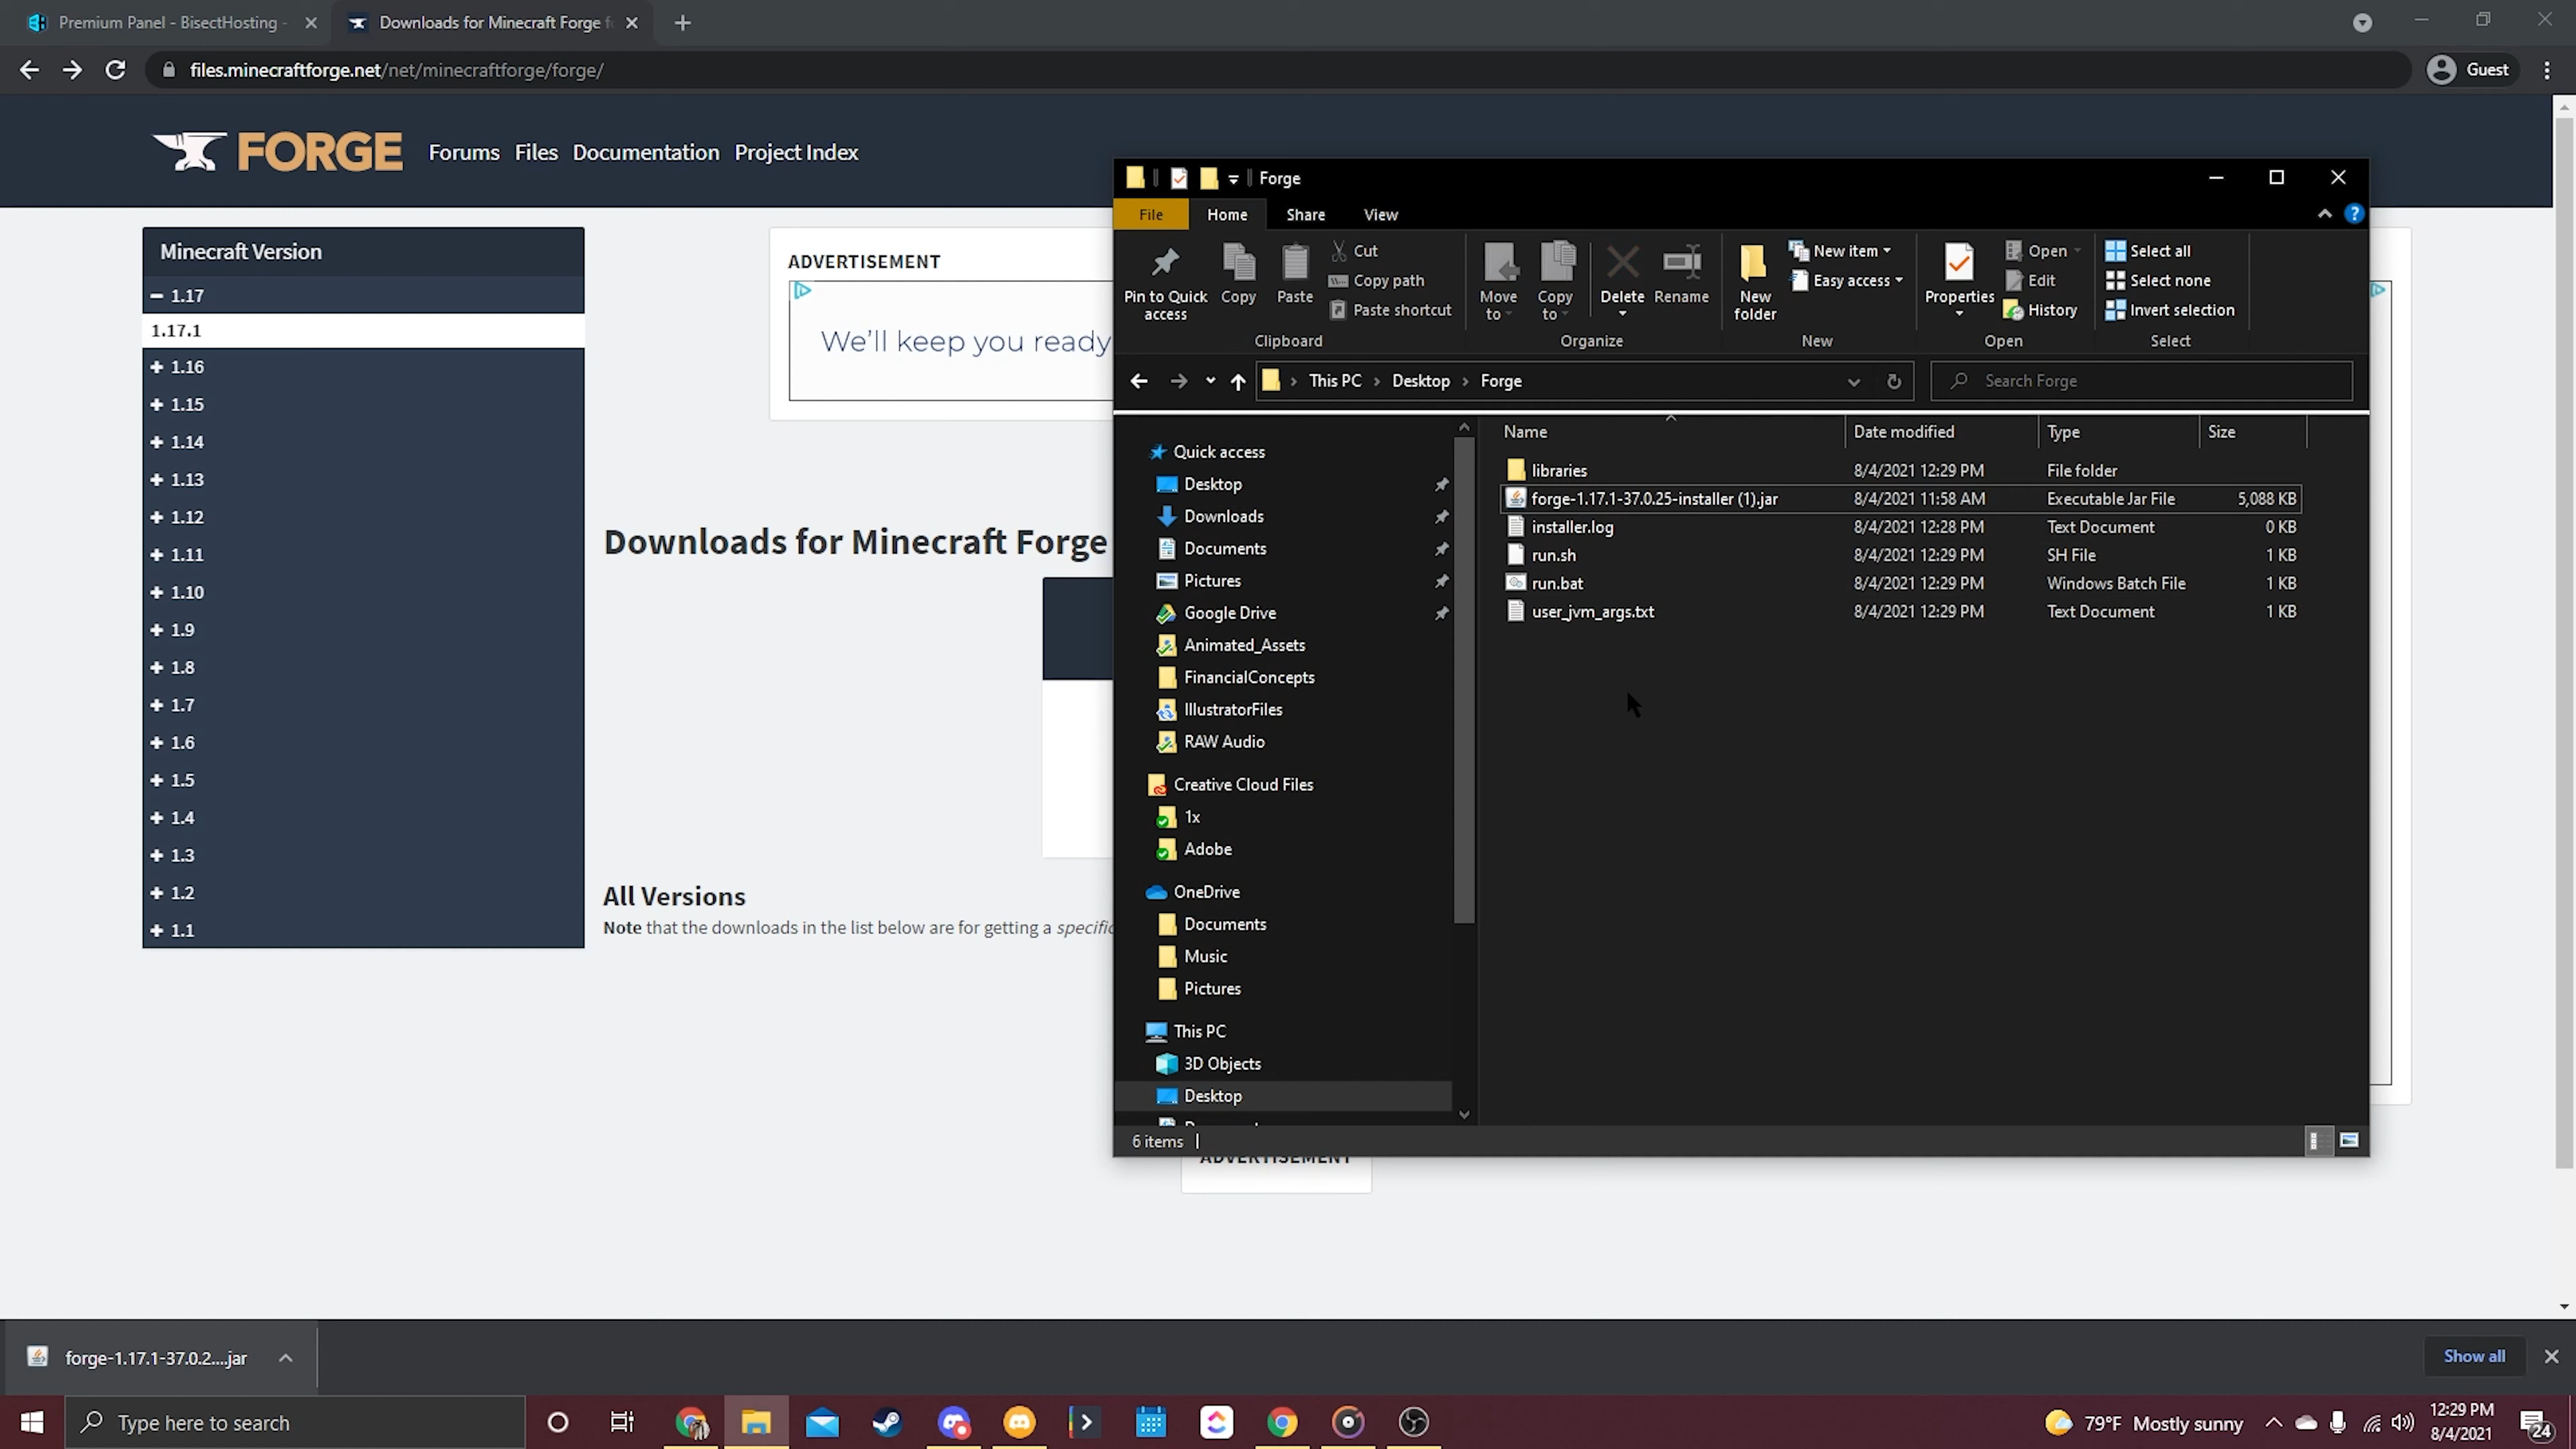 Premium Panel - BisectHosting -
Downloads for Minecraft Forge f
files.minecraftforge.net/net/minecraftforge/forge/
Guest
FORGE Forums Files Documentation Project Index
Minecraft Version
1.17
1.17.1
1.16
1.15
1.14
1.13
1.12
1.11
1.10
1.9
1.8
1.7
1.6
1.5
1.4
1.3
1.2
1.1
ADVERTISEMENT
We'll keep you ready
Downloads for Minecraft Forge
All Versions
Note that the downloads in the list below are for getting a specific
ADVERTISEMENT
Forge
File Home Share View
Pin to Quick access
Copy
Paste
Cut
Copy path
Paste shortcut
Clipboard
Move to
Copy to
Delete
Rename
Organize
New folder
New item
Easy access
New
Properties
Open
Edit
History
Open
Select all
Select none
Invert selection
Select
This PC > Desktop > Forge
Search Forge
Quick access
Desktop
Downloads
Documents
Pictures
Google Drive
Animated_Assets
FinancialConcepts
IllustratorFiles
RAW Audio
Creative Cloud Files
1x
Adobe
OneDrive
Documents
Music
Pictures
This PC
3D Objects
Desktop
Name Date modified Type Size
libraries 8/4/2021 12:29 PM File folder
forge-1.17.1-37.0.25-installer (1).jar 8/4/2021 11:58 AM Executable Jar File 5,088 KB
installer.log 8/4/2021 12:28 PM Text Document 0 KB
run.sh 8/4/2021 12:29 PM SH File 1 KB
run.bat 8/4/2021 12:29 PM Windows Batch File 1 KB
user_jvm_args.txt 8/4/2021 12:29 PM Text Document 1 KB
6 items
forge-1.17.1-37.0.2....jar
Show all
Type here to search
79°F Mostly sunny
12:29 PM
8/4/2021
24